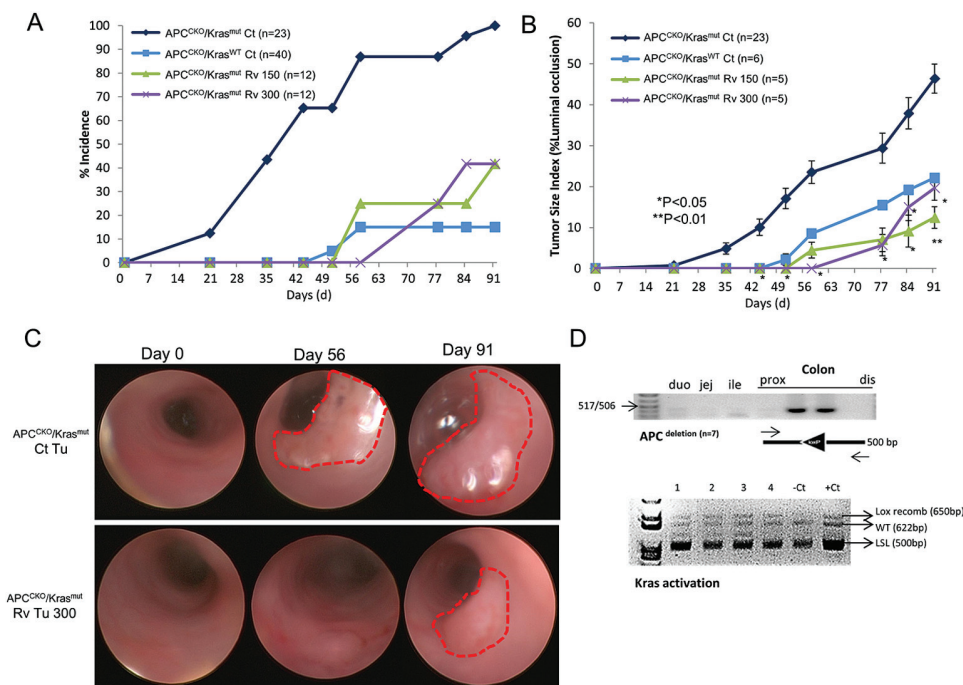 A
APC^CKO/Kras^mut Ct (n=23)
APC^CKO/Kras^WT Ct (n=40)
APC^CKO/Kras^mut Rv 150 (n=12)
APC^CKO/Kras^mut Rv 300 (n=12)
% Incidence
100
90
80
70
60
50
40
30
20
10
0
0 7 14 21 28 35 42 49 56 63 70 77 84 91
Days (d)
B
APC^CKO/Kras^mut Ct (n=23)
APC^CKO/Kras^WT Ct (n=6)
APC^CKO/Kras^mut Rv 150 (n=5)
APC^CKO/Kras^mut Rv 300 (n=5)
Tumor Size Index (%Luminal occlusion)
60
50
40
30
20
10
0
*P<0.05
**P<0.01
* * * * * * * **
0 7 14 21 28 35 42 49 56 63 70 77 84 91
Days (d)
C
Day 0 Day 56 Day 91
APC^CKO/Kras^mut
Ct Tu
APC^CKO/Kras^mut
Rv Tu 300
D
Colon
duo jej ile prox dis
517/506
APC^deletion (n=7)
loxP
500 bp
1 2 3 4 -Ct +Ct
Lox recomb (650bp)
WT (622bp)
LSL (500bp)
Kras activation